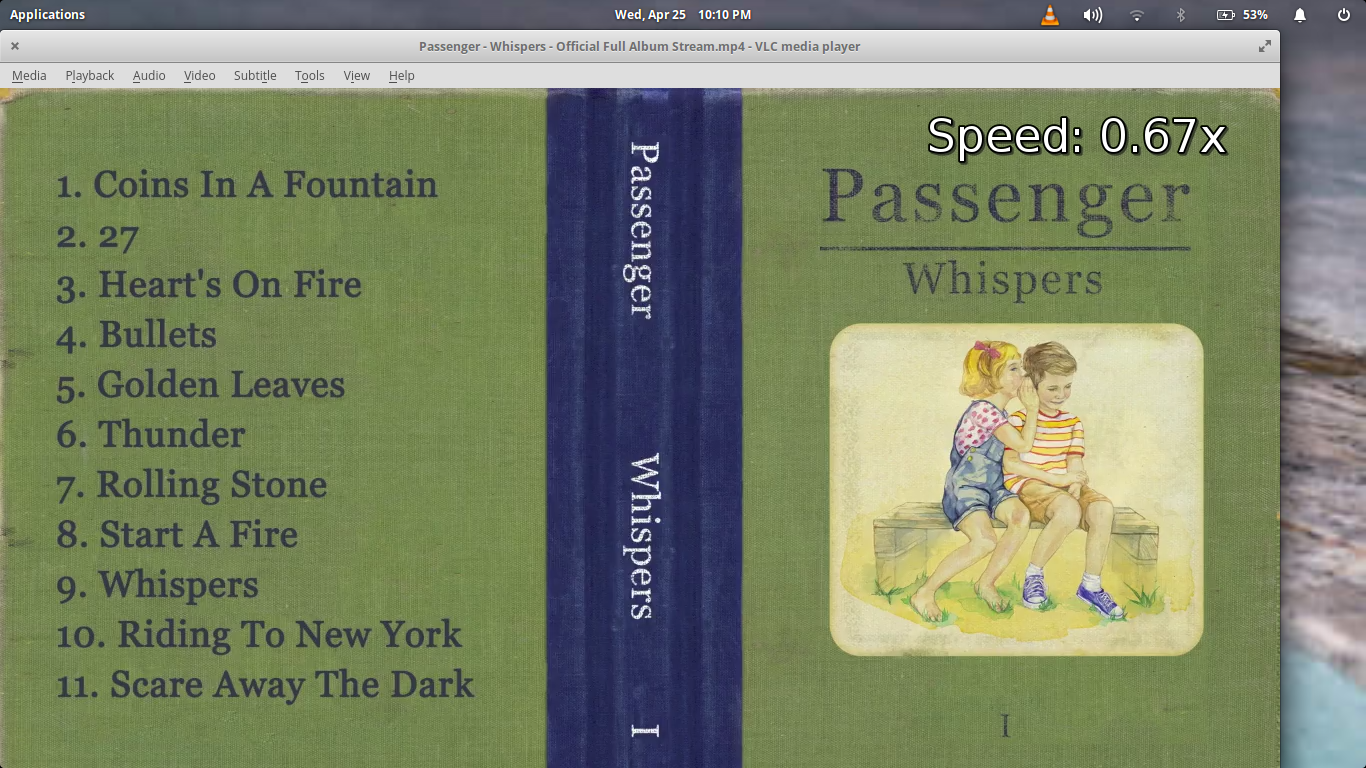 Applications
Wed, Apr 25 10:10 PM
53%
Passenger - Whispers - Official Full Album Stream.mp4 - VLC media player
Media Playback Audio Video Subtitle Tools View Help
Speed: 0.67x
1. Coins In A Fountain
2. 27
3. Heart's On Fire
4. Bullets
5. Golden Leaves
6. Thunder
7. Rolling Stone
8. Start A Fire
9. Whispers
10. Riding To New York
11. Scare Away The Dark
Passenger Whispers I
Passenger
Whispers
I